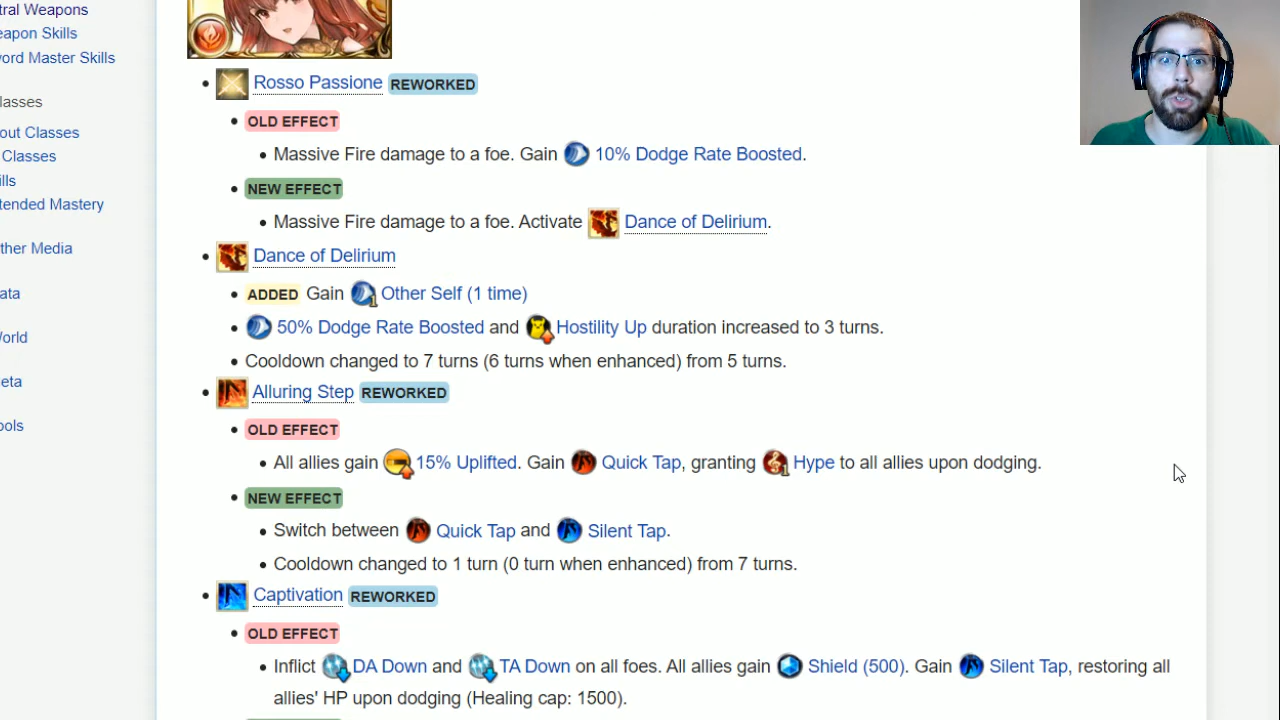 tral Weapons
eapon Skills
ord Master Skills
lasses
out Classes
Classes
ills
tended Mastery
ther Media
ata
orld
eta
ools
Rosso Passione REWORKED
OLD EFFECT
Massive Fire damage to a foe. Gain 10% Dodge Rate Boosted.
NEW EFFECT
Massive Fire damage to a foe. Activate Dance of Delirium.
Dance of Delirium
ADDED Gain Other Self (1 time)
50% Dodge Rate Boosted and Hostility Up duration increased to 3 turns.
Cooldown changed to 7 turns (6 turns when enhanced) from 5 turns.
Alluring Step REWORKED
OLD EFFECT
All allies gain 15% Uplifted. Gain Quick Tap, granting Hype to all allies upon dodging.
NEW EFFECT
Switch between Quick Tap and Silent Tap.
Cooldown changed to 1 turn (0 turn when enhanced) from 7 turns.
Captivation REWORKED
OLD EFFECT
Inflict DA Down and TA Down on all foes. All allies gain Shield (500). Gain Silent Tap, restoring all
allies' HP upon dodging (Healing cap: 1500).